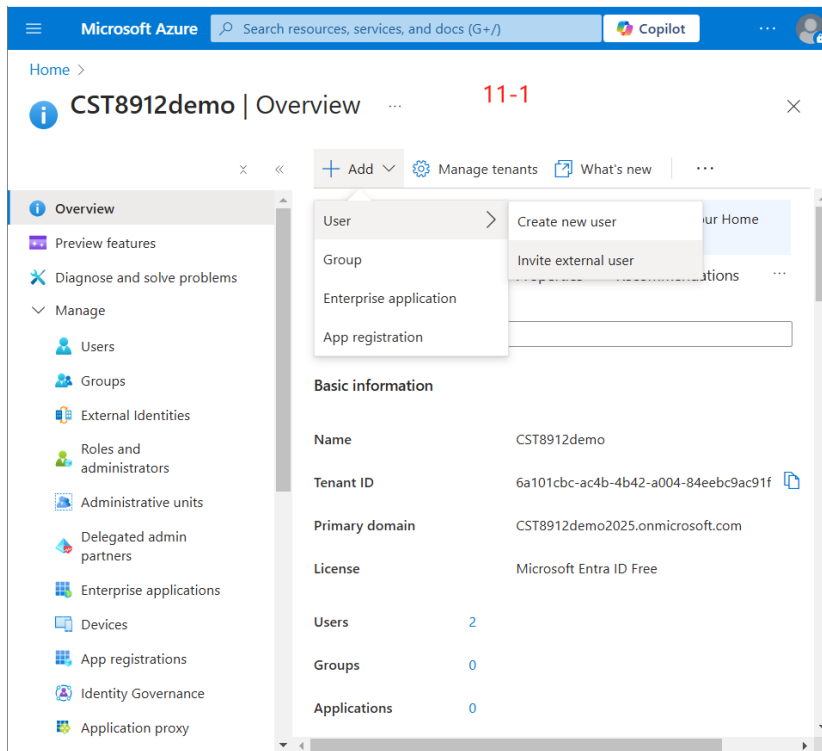 Microsoft Azure
Search resources, services, and docs (G+/)
Copilot
Home >
CST8912demo | Overview
11-1
Add
Manage tenants
What's new
Overview
Preview features
Diagnose and solve problems
Manage
Users
Groups
External Identities
Roles and
administrators
Administrative units
Delegated admin
partners
Enterprise applications
Devices
App registrations
Identity Governance
Application proxy
User
Group
Enterprise application
App registration
Create new user
Invite external user
Home
Basic information
Name
CST8912demo
Tenant ID
6a101cbc-ac4b-4b42-a004-84eebc9ac91f
Primary domain
CST8912demo2025.onmicrosoft.com
License
Microsoft Entra ID Free
Users
2
Groups
0
Applications
0